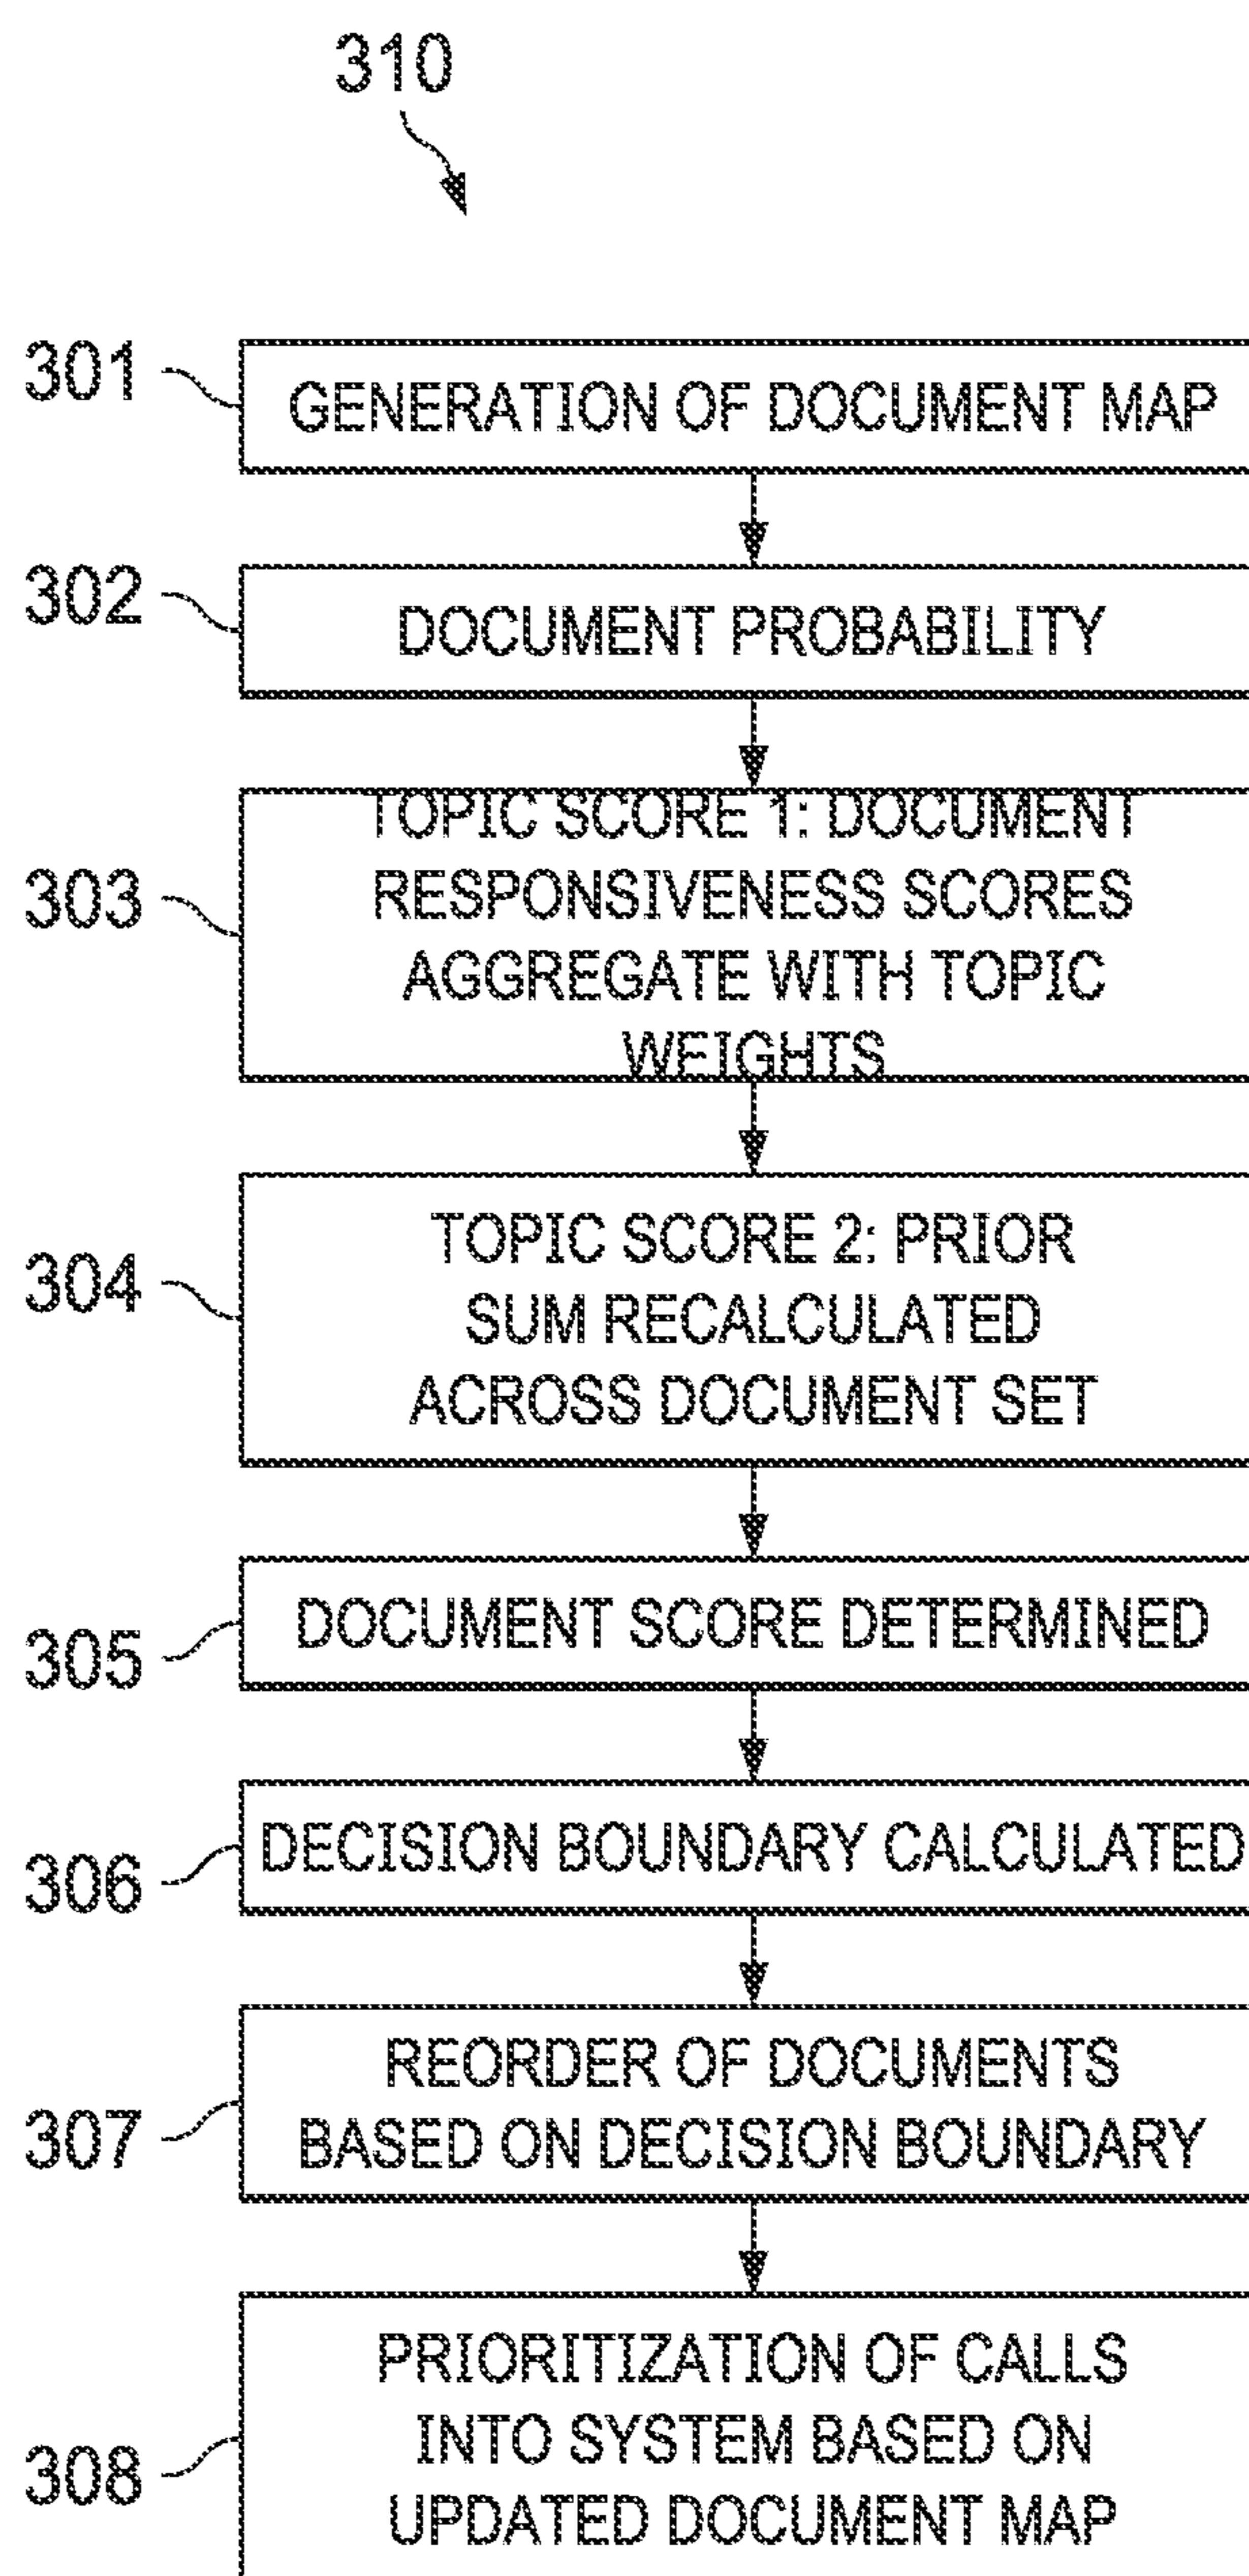 310
301
GENERATION OF DOCUMENT MAP
302
DOCUMENT PROBABILITY
303
TOPIC SCORE 1: DOCUMENT
RESPONSIVENESS SCORES
AGGREGATE WITH TOPIC
WEIGHTS
304
TOPIC SCORE 2: PRIOR
SUM RECALCULATED
ACROSS DOCUMENT SET
305
DOCUMENT SCORE DETERMINED
306
DECISION BOUNDARY CALCULATED
307
REORDER OF DOCUMENTS
BASED ON DECISION BOUNDARY
308
PRIORITIZATION OF CALLS
INTO SYSTEM BASED ON
UPDATED DOCUMENT MAP